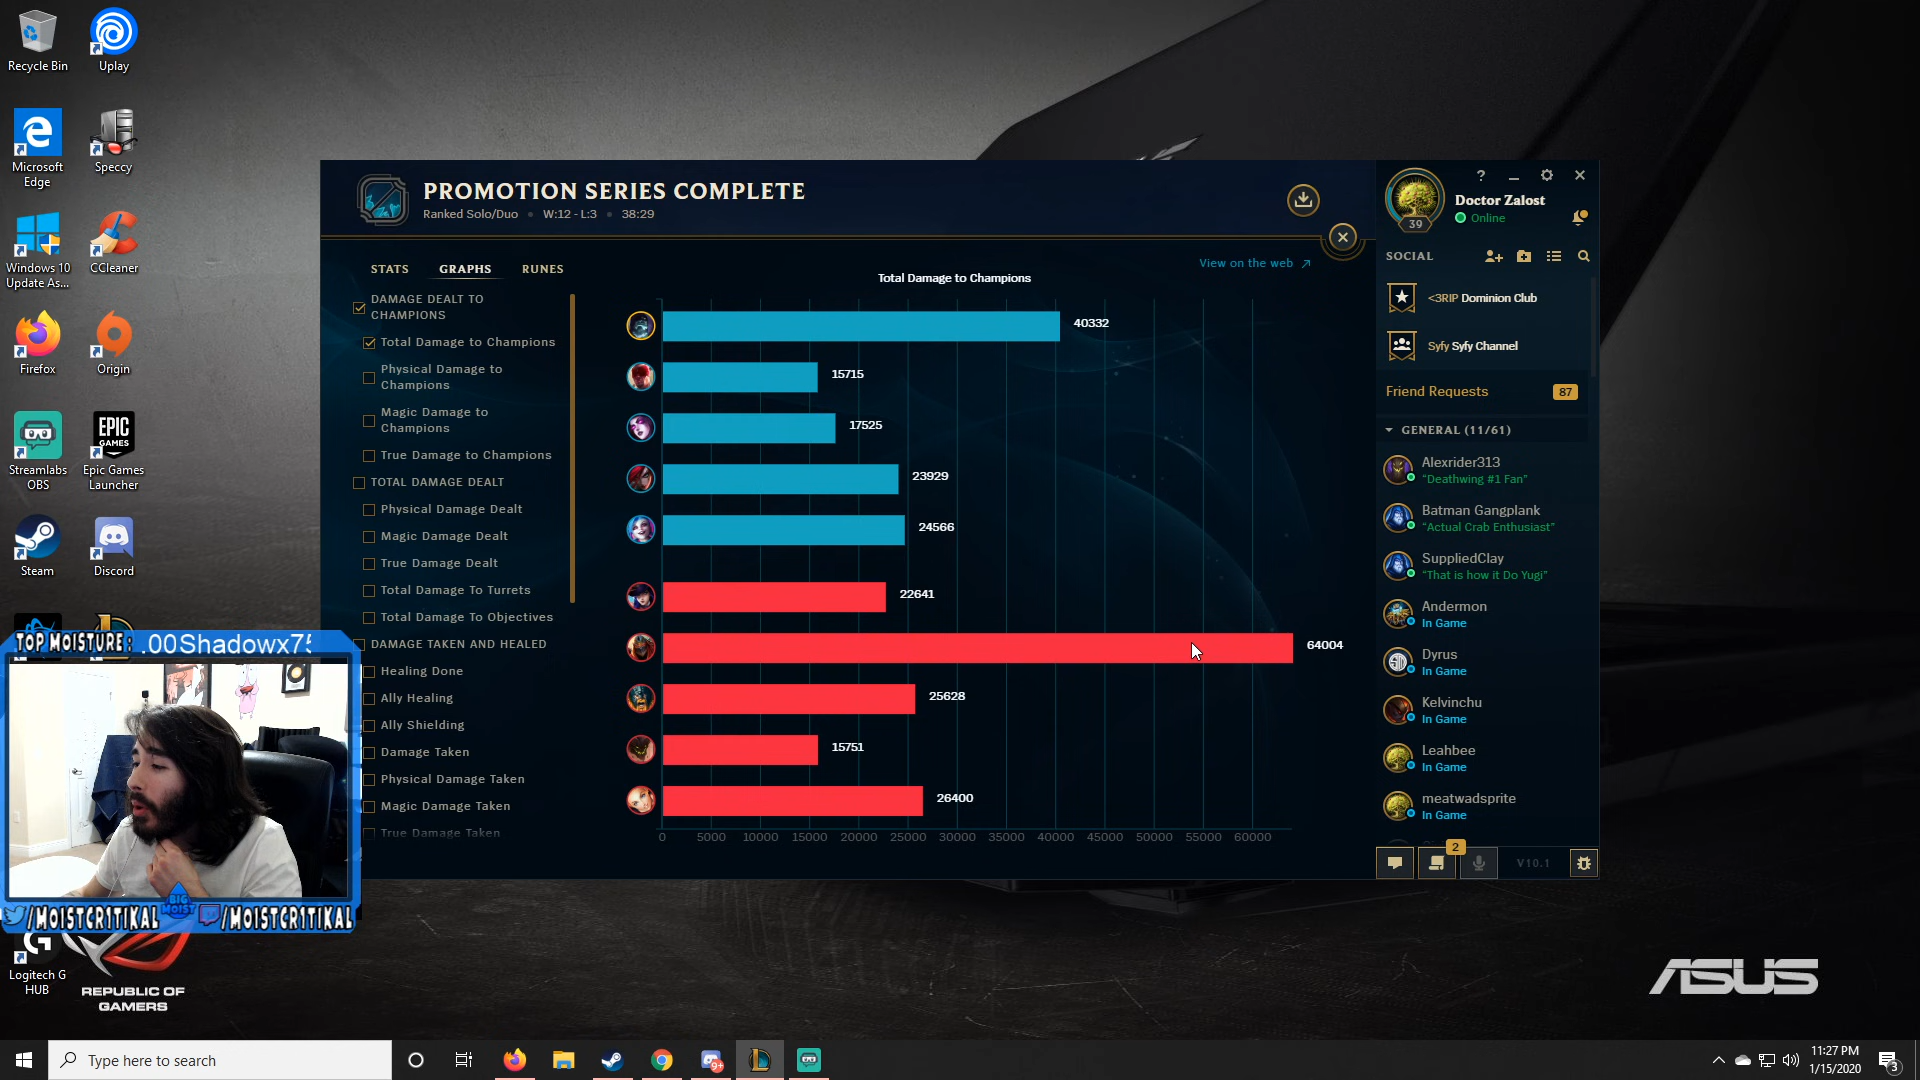 Recycle Bin
Uplay
Microsoft
Edge
Speccy
Windows 10
Update As...
CCleaner
Firefox
Origin
Streamlabs
OBS
EPIC
GAMES
Epic Games
Launcher
Steam
Discord
Logitech G
HUB
REPUBLIC OF
GAMERS
TOP MOISTURE :
.00Shadowx75
BIG
MOIST
/MOISTCR1TIKAL
/MOISTCR1TIKAL
PROMOTION SERIES COMPLETE
Ranked Solo/Duo • W:12 - L:3 • 38:29
STATS
GRAPHS
RUNES
View on the web
DAMAGE DEALT TO
CHAMPIONS
Total Damage to Champions
Physical Damage to
Champions
Magic Damage to
Champions
True Damage to Champions
TOTAL DAMAGE DEALT
Physical Damage Dealt
Magic Damage Dealt
True Damage Dealt
Total Damage To Turrets
Total Damage To Objectives
DAMAGE TAKEN AND HEALED
Healing Done
Ally Healing
Ally Shielding
Damage Taken
Physical Damage Taken
Magic Damage Taken
True Damage Taken
Total Damage to Champions
40332
15715
17525
23929
24566
22641
64004
25628
15751
26400
0 5000 10000 15000 20000 25000 30000 35000 40000 45000 50000 55000 60000
?
39
Doctor Zalost
Online
SOCIAL
<3RIP Dominion Club
Syfy Syfy Channel
Friend Requests 87
GENERAL (11/61)
Alexrider313
"Deathwing #1 Fan"
Batman Gangplank
"Actual Crab Enthusiast"
SuppliedClay
"That is how it Do Yugi"
Andermon
In Game
Dyrus
In Game
Kelvinchu
In Game
Leahbee
In Game
meatwadsprite
In Game
2
V10.1
ASUS
Type here to search
9+
11:27 PM
1/15/2020
3